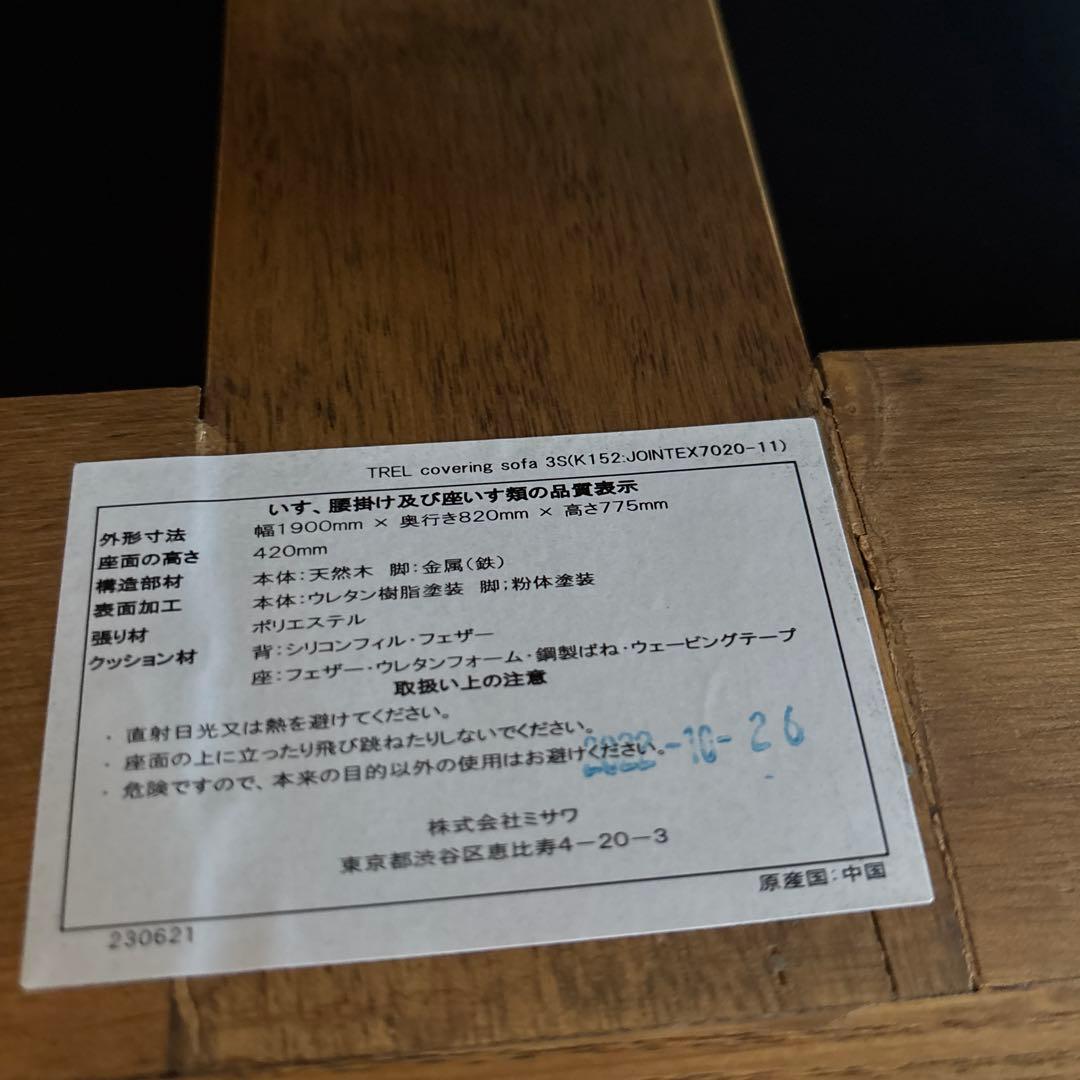 TREL covering sofa 3S(K152:JOINTEX7020-11)
いす、腰掛け及び座いす類の品質表示
外形寸法 幅1900mm × 奥行き820mm × 高さ775mm
座面の高さ 420mm
構造部材 本体:天然木 脚:金属(鉄)
表面加工 本体:ウレタン樹脂塗装 脚;粉体塗装
張り材 ポリエステル
クッション材 背:シリコンフィル・フェザー
座:フェザー・ウレタンフォーム・鋼製ばね・ウェービングテープ
取扱い上の注意
・ 直射日光又は熱を避けてください。
・ 座面の上に立ったり飛び跳ねたりしないでください。
・ 危険ですので、本来の目的以外の使用はお避けください。
-10-26
株式会社ミサワ
東京都渋谷区恵比寿4-20-3
原産国:中国
230621